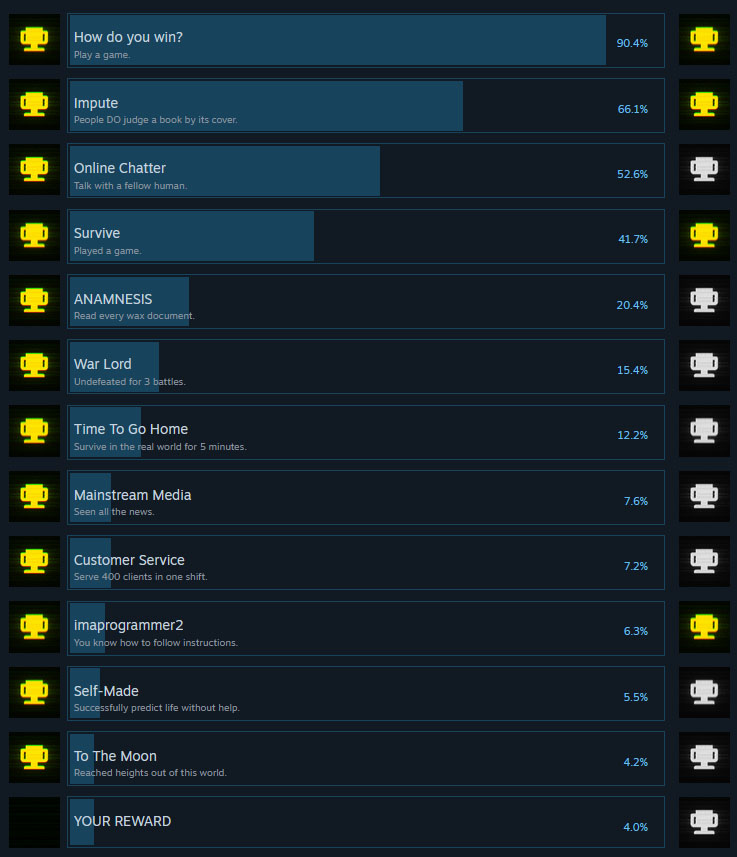 How do you win?
Play a game.
90.4%
Impute
People DO judge a book by its cover.
66.1%
Online Chatter
Talk with a fellow human.
52.6%
Survive
Played a game.
41.7%
ANAMNESIS
Read every wax document.
20.4%
War Lord
Undefeated for 3 battles.
15.4%
Time To Go Home
Survive in the real world for 5 minutes.
12.2%
Mainstream Media
Seen all the news.
7.6%
Customer Service
Serve 400 clients in one shift.
7.2%
imaprogrammer2
You know how to follow instructions.
6.3%
Self-Made
Successfully predict life without help.
5.5%
To The Moon
Reached heights out of this world.
4.2%
YOUR REWARD
4.0%